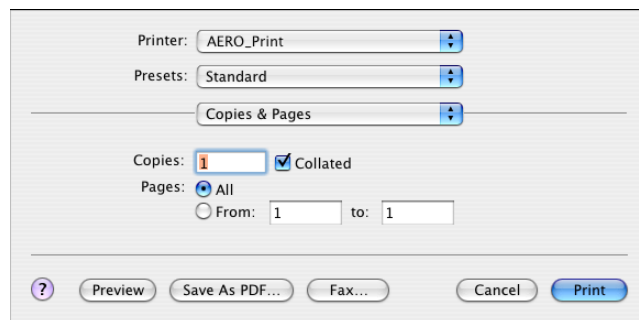 Printer: AERO_Print
Presets: Standard
Copies & Pages
Copies: 1 Collated
Pages: All
From: 1 to: 1
? Preview Save As PDF... Fax... Cancel Print